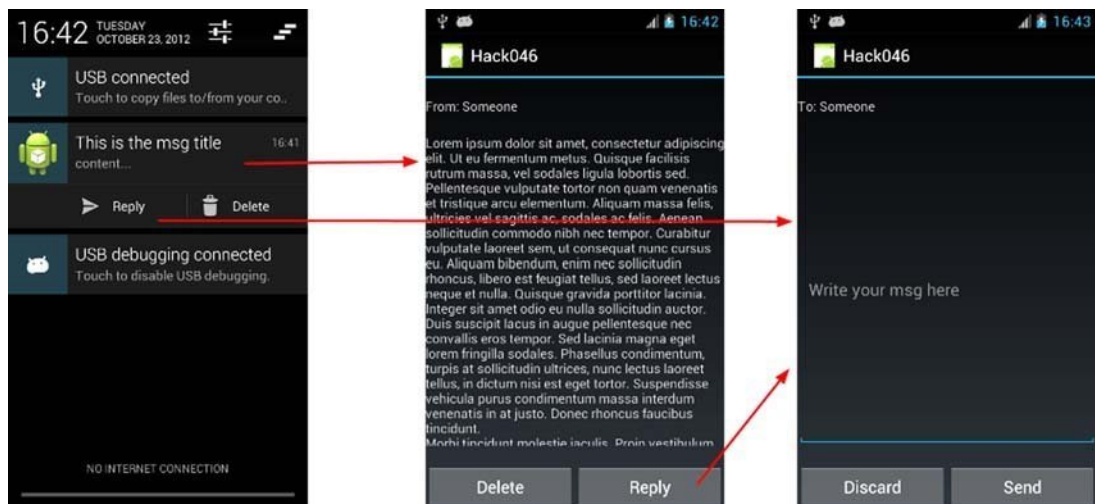 16:42 TUESDAY
OCTOBER 23, 2012
USB connected
Touch to copy files to/from your co..
This is the msg title 16:41
content...
Reply Delete
USB debugging connected
Touch to disable USB debugging.
NO INTERNET CONNECTION
16:42
Hack046
From: Someone
Lorem ipsum dolor sit amet, consectetur adipiscing
elit. Ut eu fermentum metus. Quisque facilisis
rutrum massa, vel sodales ligula lobortis sed.
Pellentesque vulputate tortor non quam venenatis
et tristique arcu elementum. Aliquam massa felis,
ultricies vel sagittis ac, sodales ac felis. Aenean
sollicitudin commodo nibh nec tempor. Curabitur
vulputate laoreet sem, ut consequat nunc cursus
eu. Aliquam bibendum, enim nec sollicitudin
rhoncus, libero est feugiat tellus, sed laoreet lectus
neque et nulla. Quisque gravida porttitor lacinia.
Integer sit amet odio eu nulla sollicitudin auctor.
Duis suscipit lacus in augue pellentesque nec
convallis eros tempor. Sed lacinia magna eget
lorem fringilla sodales. Phasellus condimentum,
turpis at sollicitudin ultrices, nunc lectus laoreet
tellus, in dictum nisi est eget tortor. Suspendisse
vehicula purus condimentum massa interdum
venenatis in at justo. Donec rhoncus faucibus
tincidunt.
Morbi tincidunt molestie iaculis. Proin vestibulum
Delete Reply
16:43
Hack046
To: Someone
Write your msg here
Discard Send